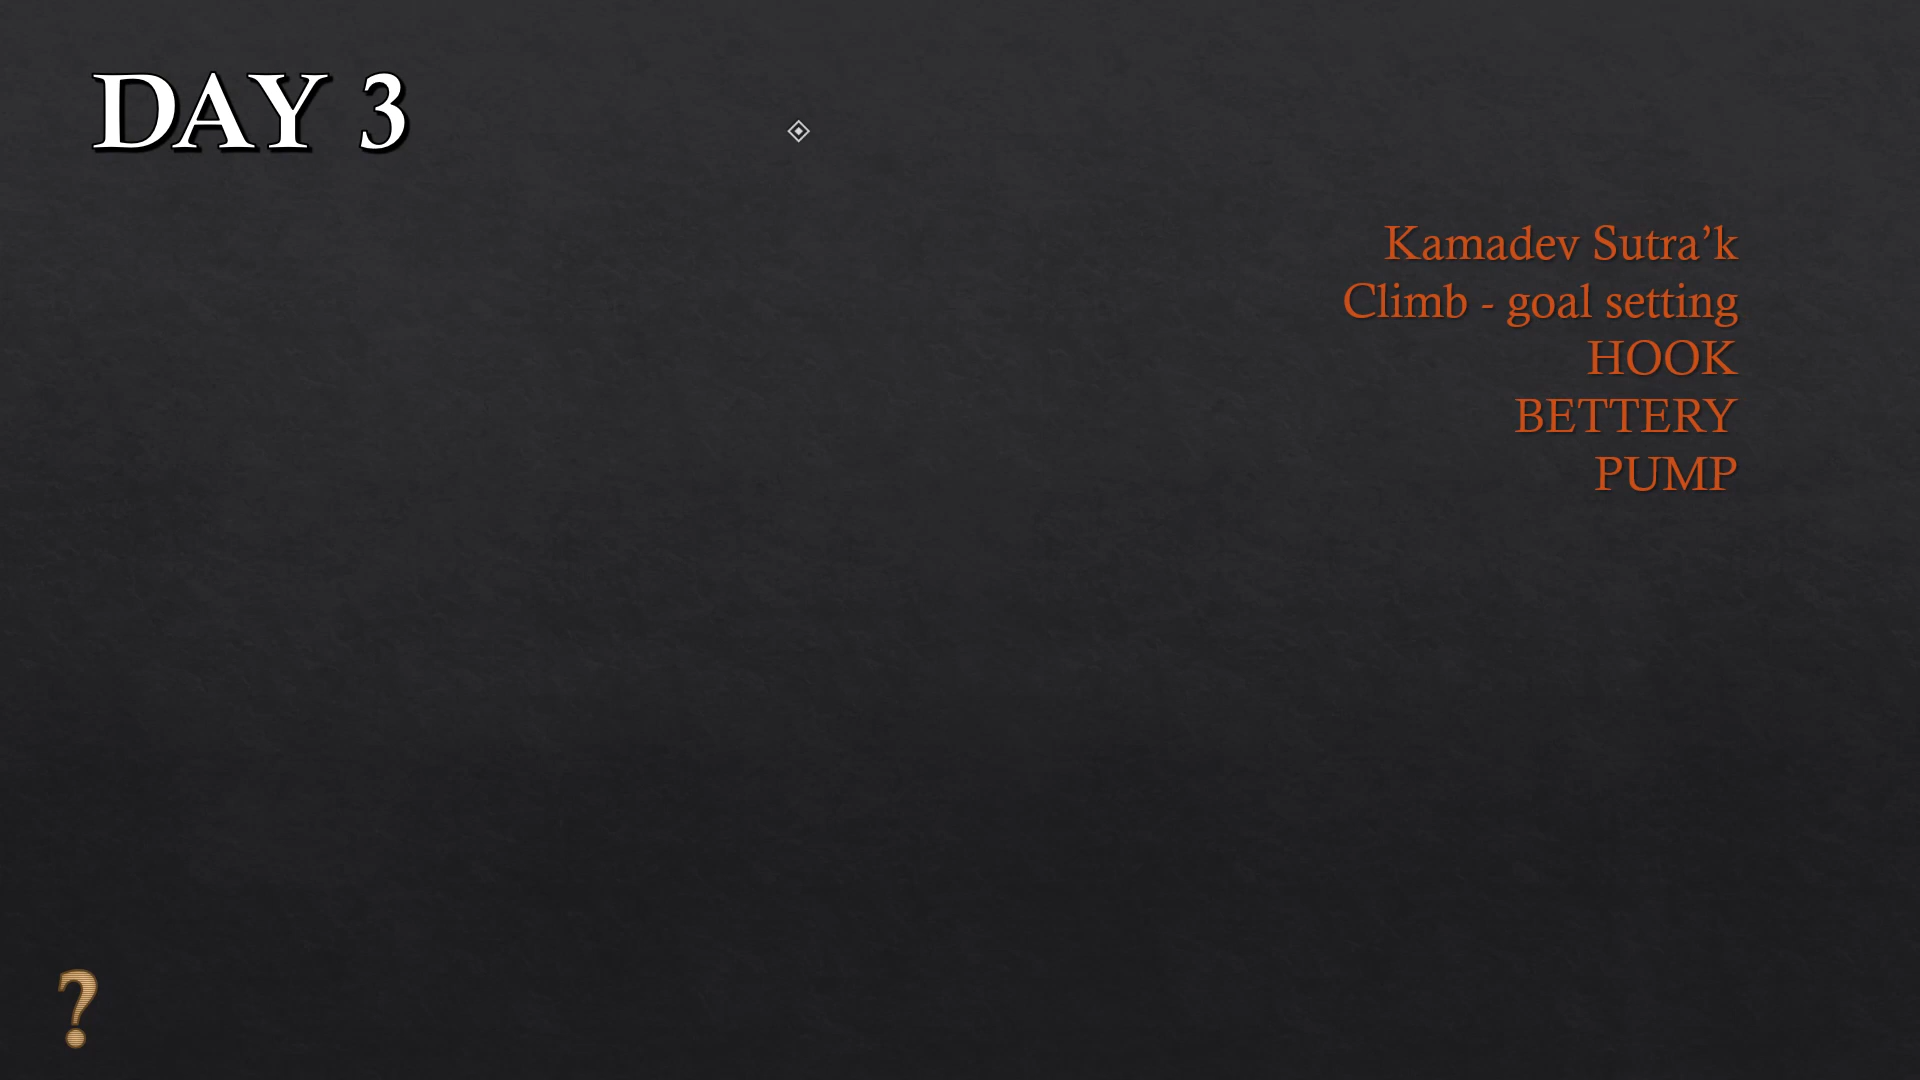 DAY 3
Kamadev Sutra’k
Climb - goal setting
HOOK
BETTERY
PUMP
?